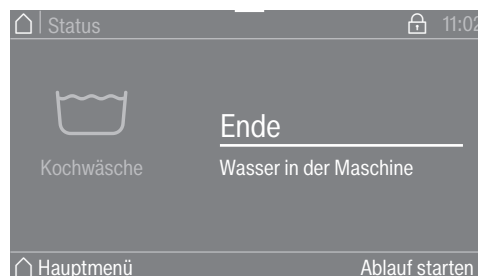 Status 11:02
Ende
Kochwäsche Wasser in der Maschine
Hauptmenü Ablauf starten